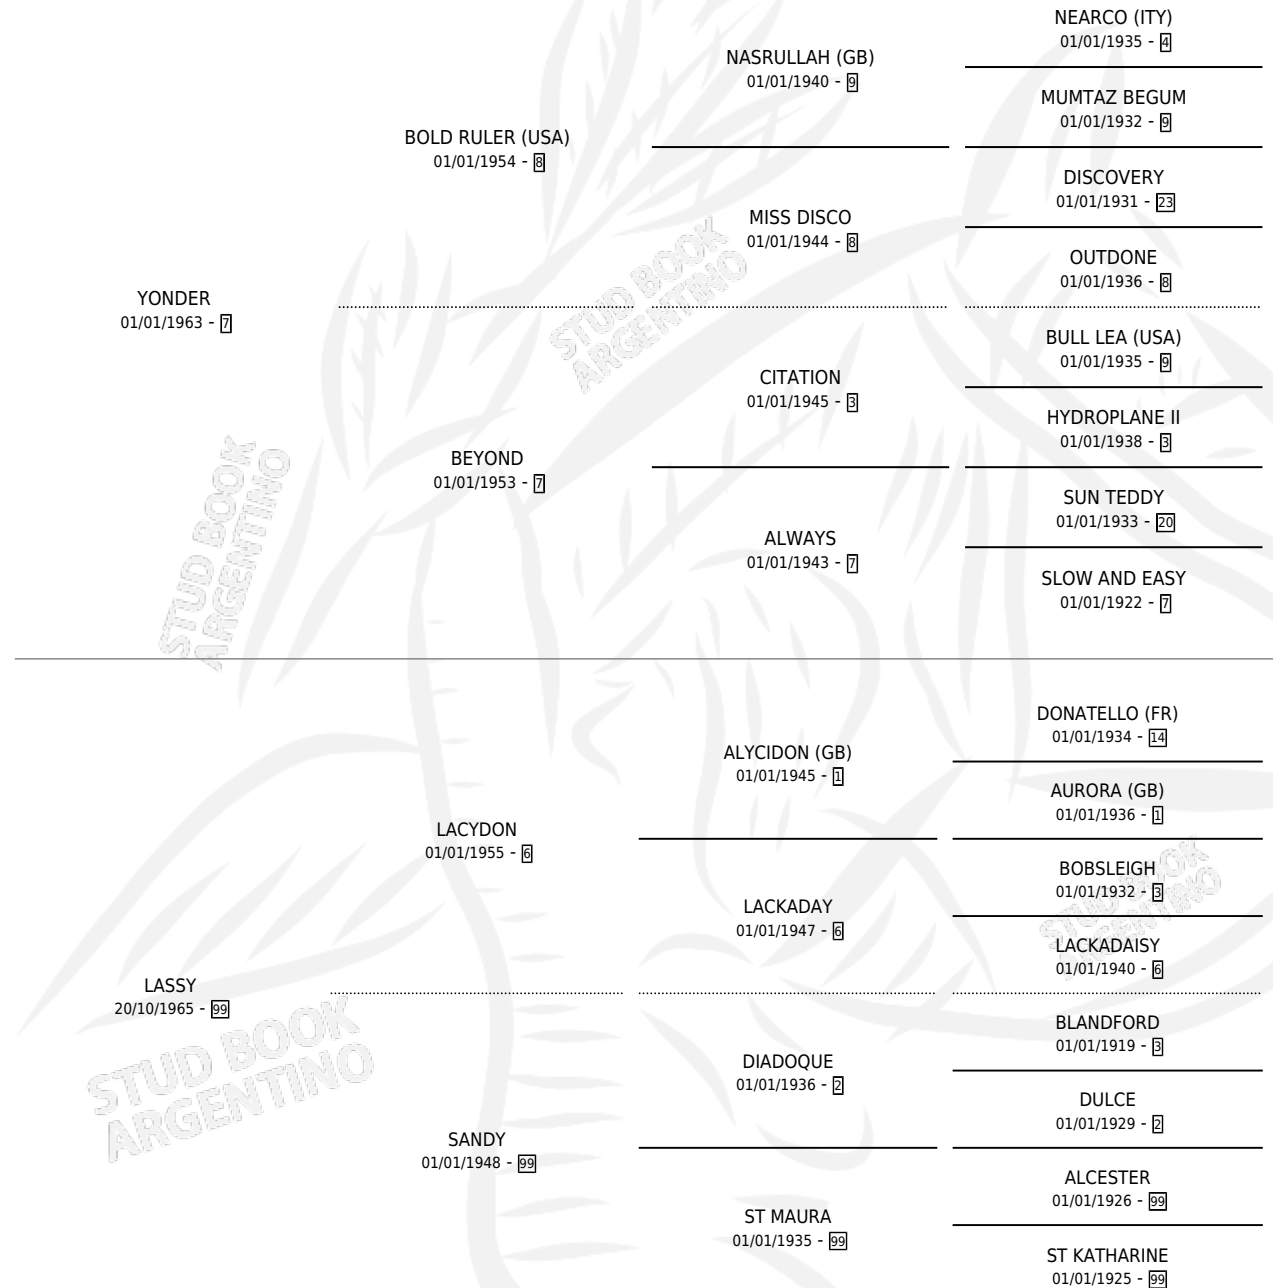 NEARCO (ITY)
01/01/1935 - 4
NASRULLAH (GB)
01/01/1940 - 9
MUMTAZ BEGUM
01/01/1932 - 9
BOLD RULER (USA)
01/01/1954 - 8
DISCOVERY
01/01/1931 - 23
MISS DISCO
01/01/1944 - 8
OUTDONE
01/01/1936 - 8
YONDER
01/01/1963 - 7
STUD BOOK
ARGENTINO
BULL LEA (USA)
01/01/1935 - 9
CITATION
01/01/1945 - 3
HYDROPLANE II
01/01/1938 - 3
BEYOND
01/01/1953 - 7
SUN TEDDY
01/01/1933 - 20
ALWAYS
01/01/1943 - 7
SLOW AND EASY
01/01/1922 - 7
STUD BOOK
ARGENTINO
DONATELLO (FR)
01/01/1934 - 14
ALYCIDON (GB)
01/01/1945 - 1
AURORA (GB)
01/01/1936 - 1
LACYDON
01/01/1955 - 6
BOBSLEIGH
01/01/1932 - 3
LACKADAY
01/01/1947 - 6
STUD BOOK
ARGENTINO
LACKADAISY
01/01/1940 - 6
LASSY
20/10/1965 - 99
STUD BOOK
ARGENTINO
BLANDFORD
01/01/1919 - 3
DIADOQUE
01/01/1936 - 2
DULCE
01/01/1929 - 2
SANDY
01/01/1948 - 99
ALCESTER
01/01/1926 - 99
ST MAURA
01/01/1935 - 99
ST KATHARINE
01/01/1925 - 99